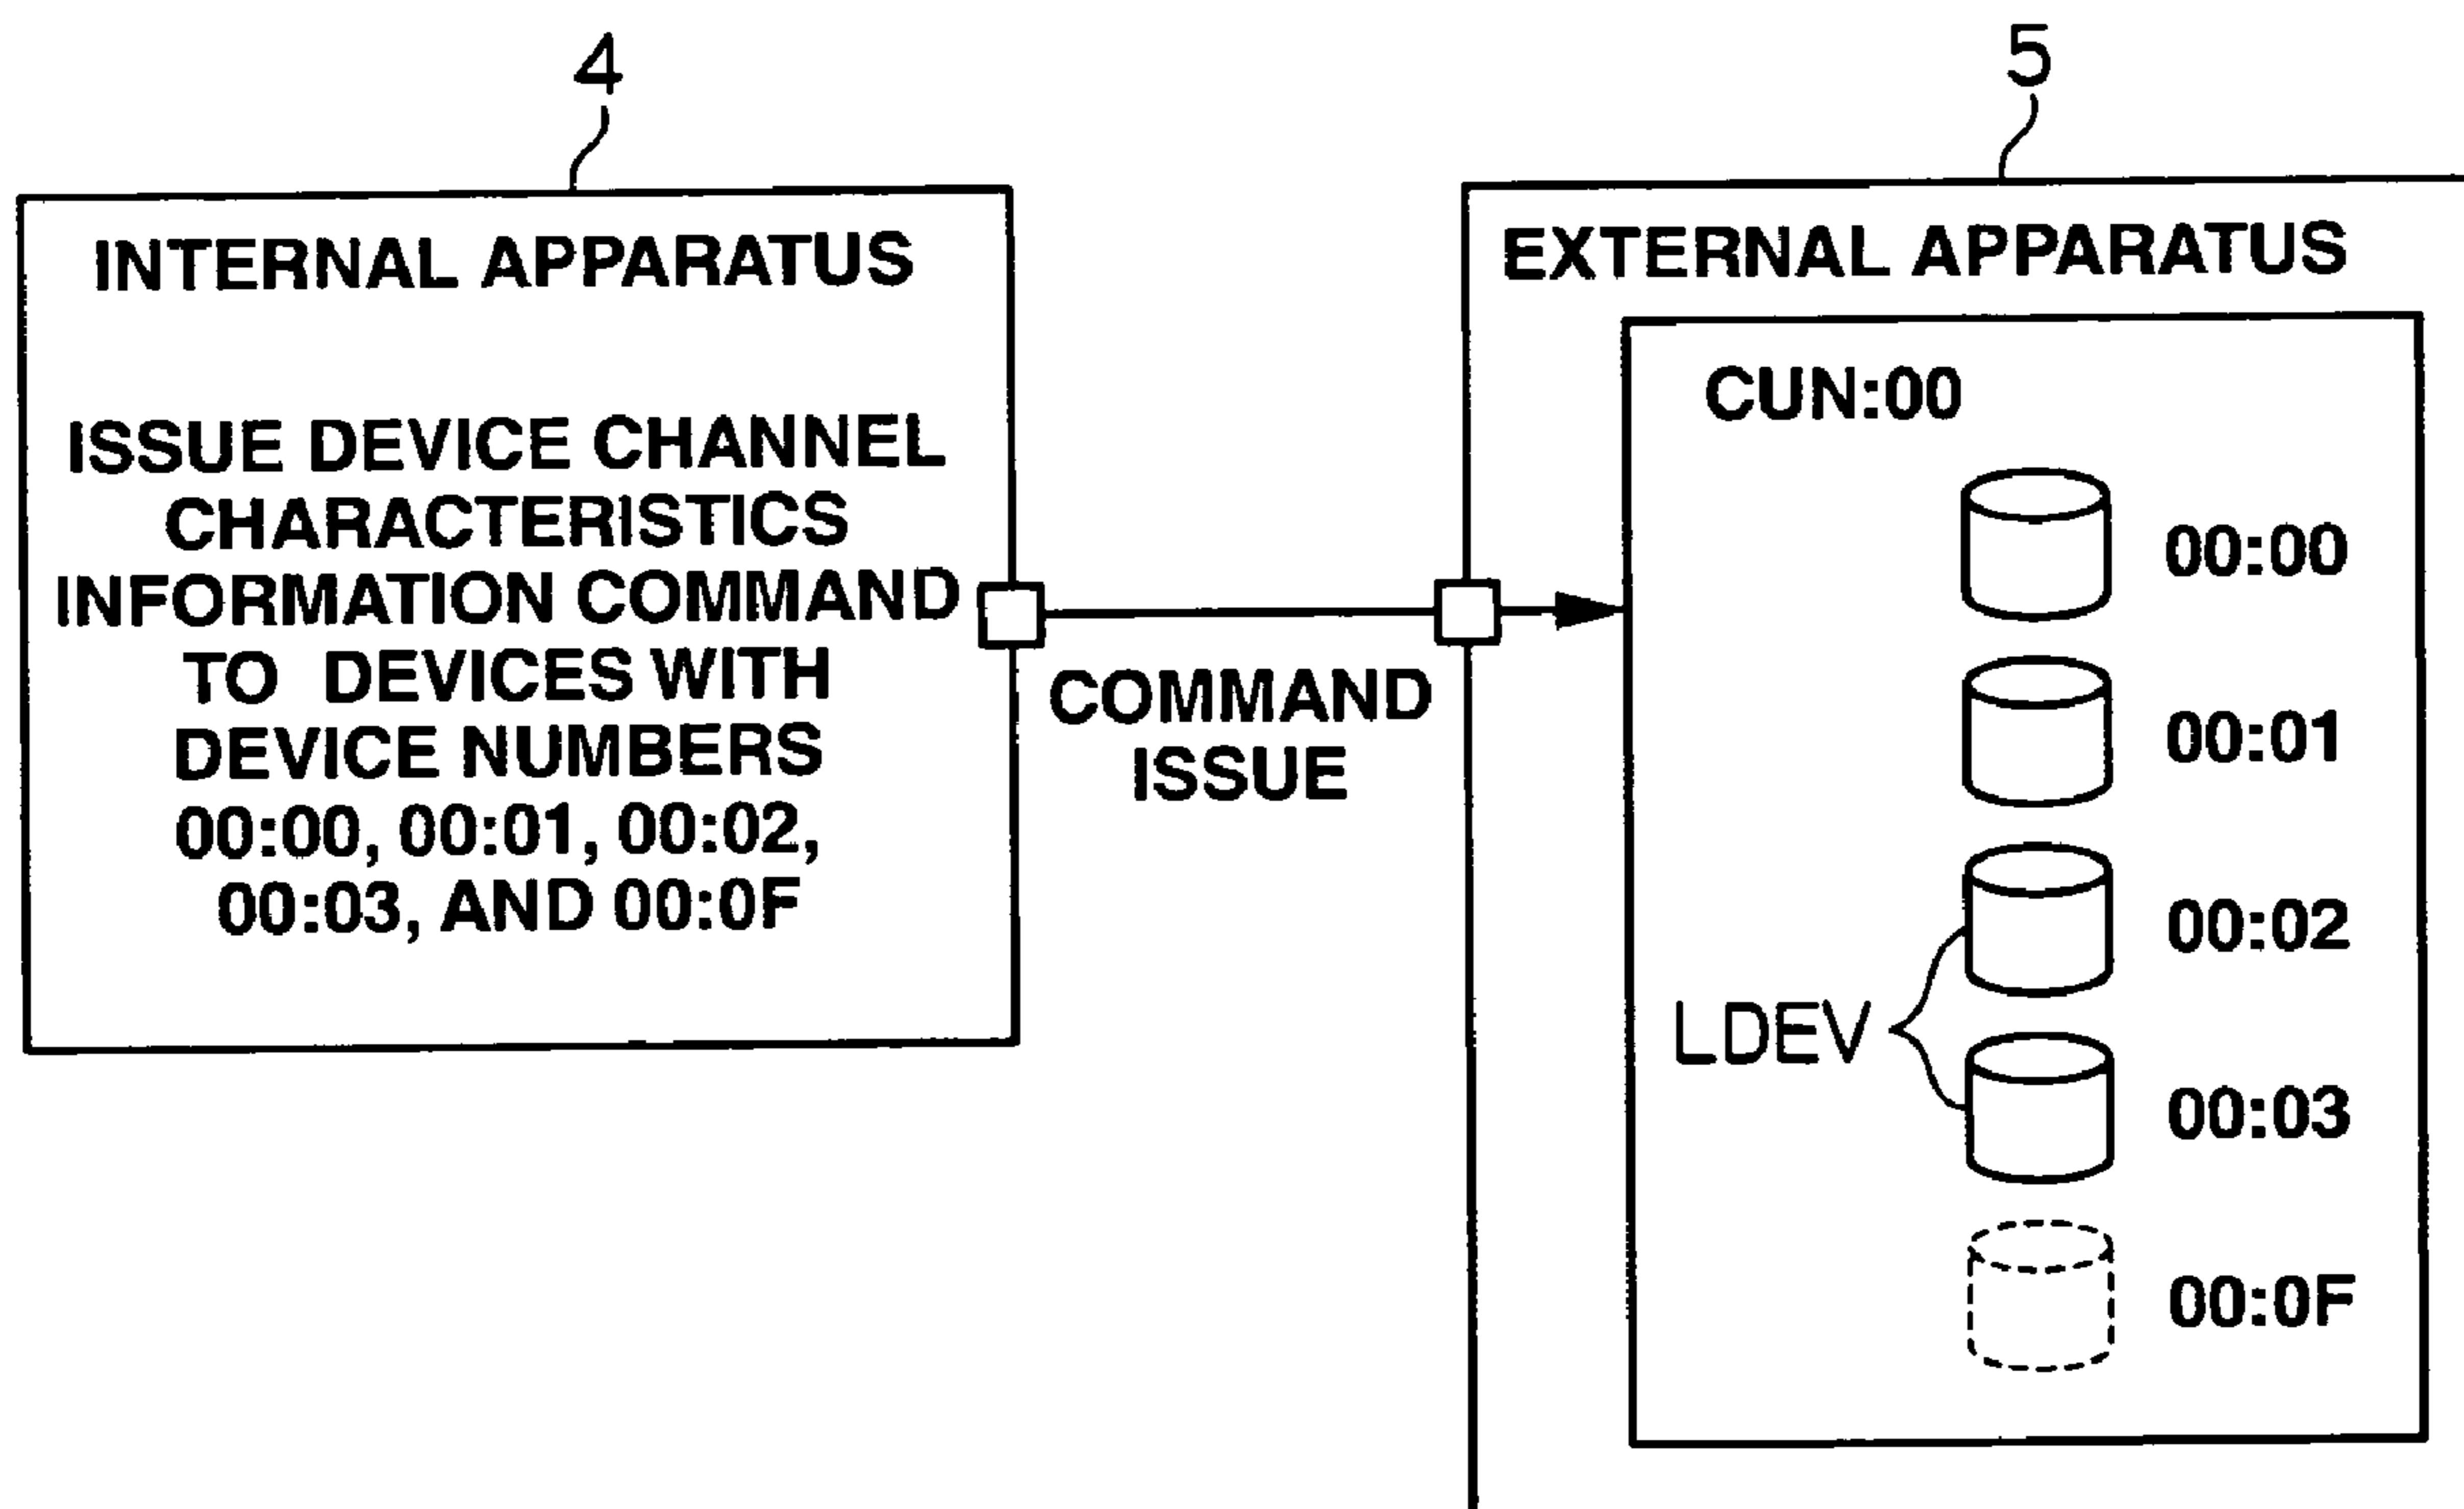 4
INTERNAL APPARATUS
ISSUE DEVICE CHANNEL
CHARACTERISTICS
INFORMATION COMMAND
TO DEVICES WITH
DEVICE NUMBERS
00:00, 00:01, 00:02,
00:03, AND 00:0F
COMMAND
ISSUE
5
EXTERNAL APPARATUS
CUN:00
00:00
00:01
00:02
LDEV
00:03
00:0F